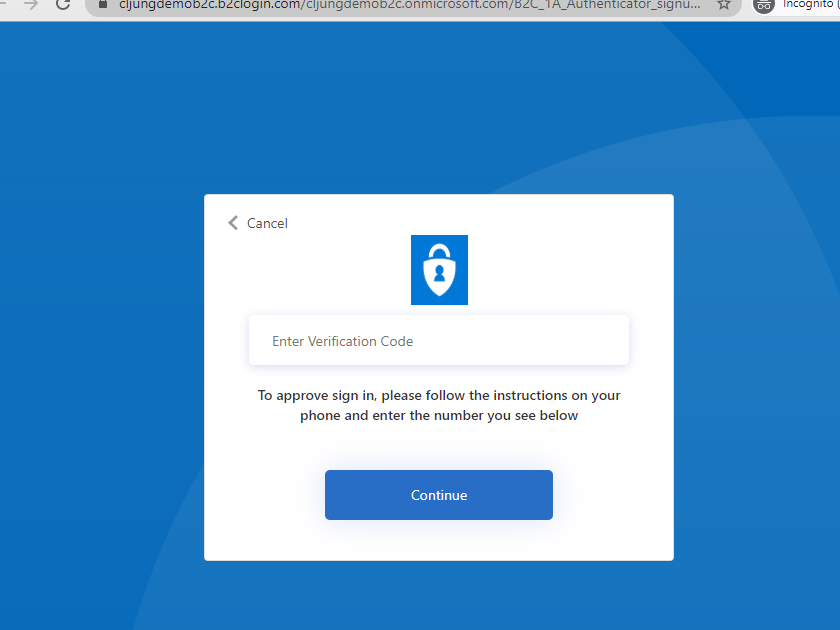 cljungdemob2c.b2clogin.com/cljungdemob2c.onmicrosoft.com/B2C_1A_Authenticator_signu...
Incognito
Cancel
Enter Verification Code
To approve sign in, please follow the instructions on your
phone and enter the number you see below
Continue